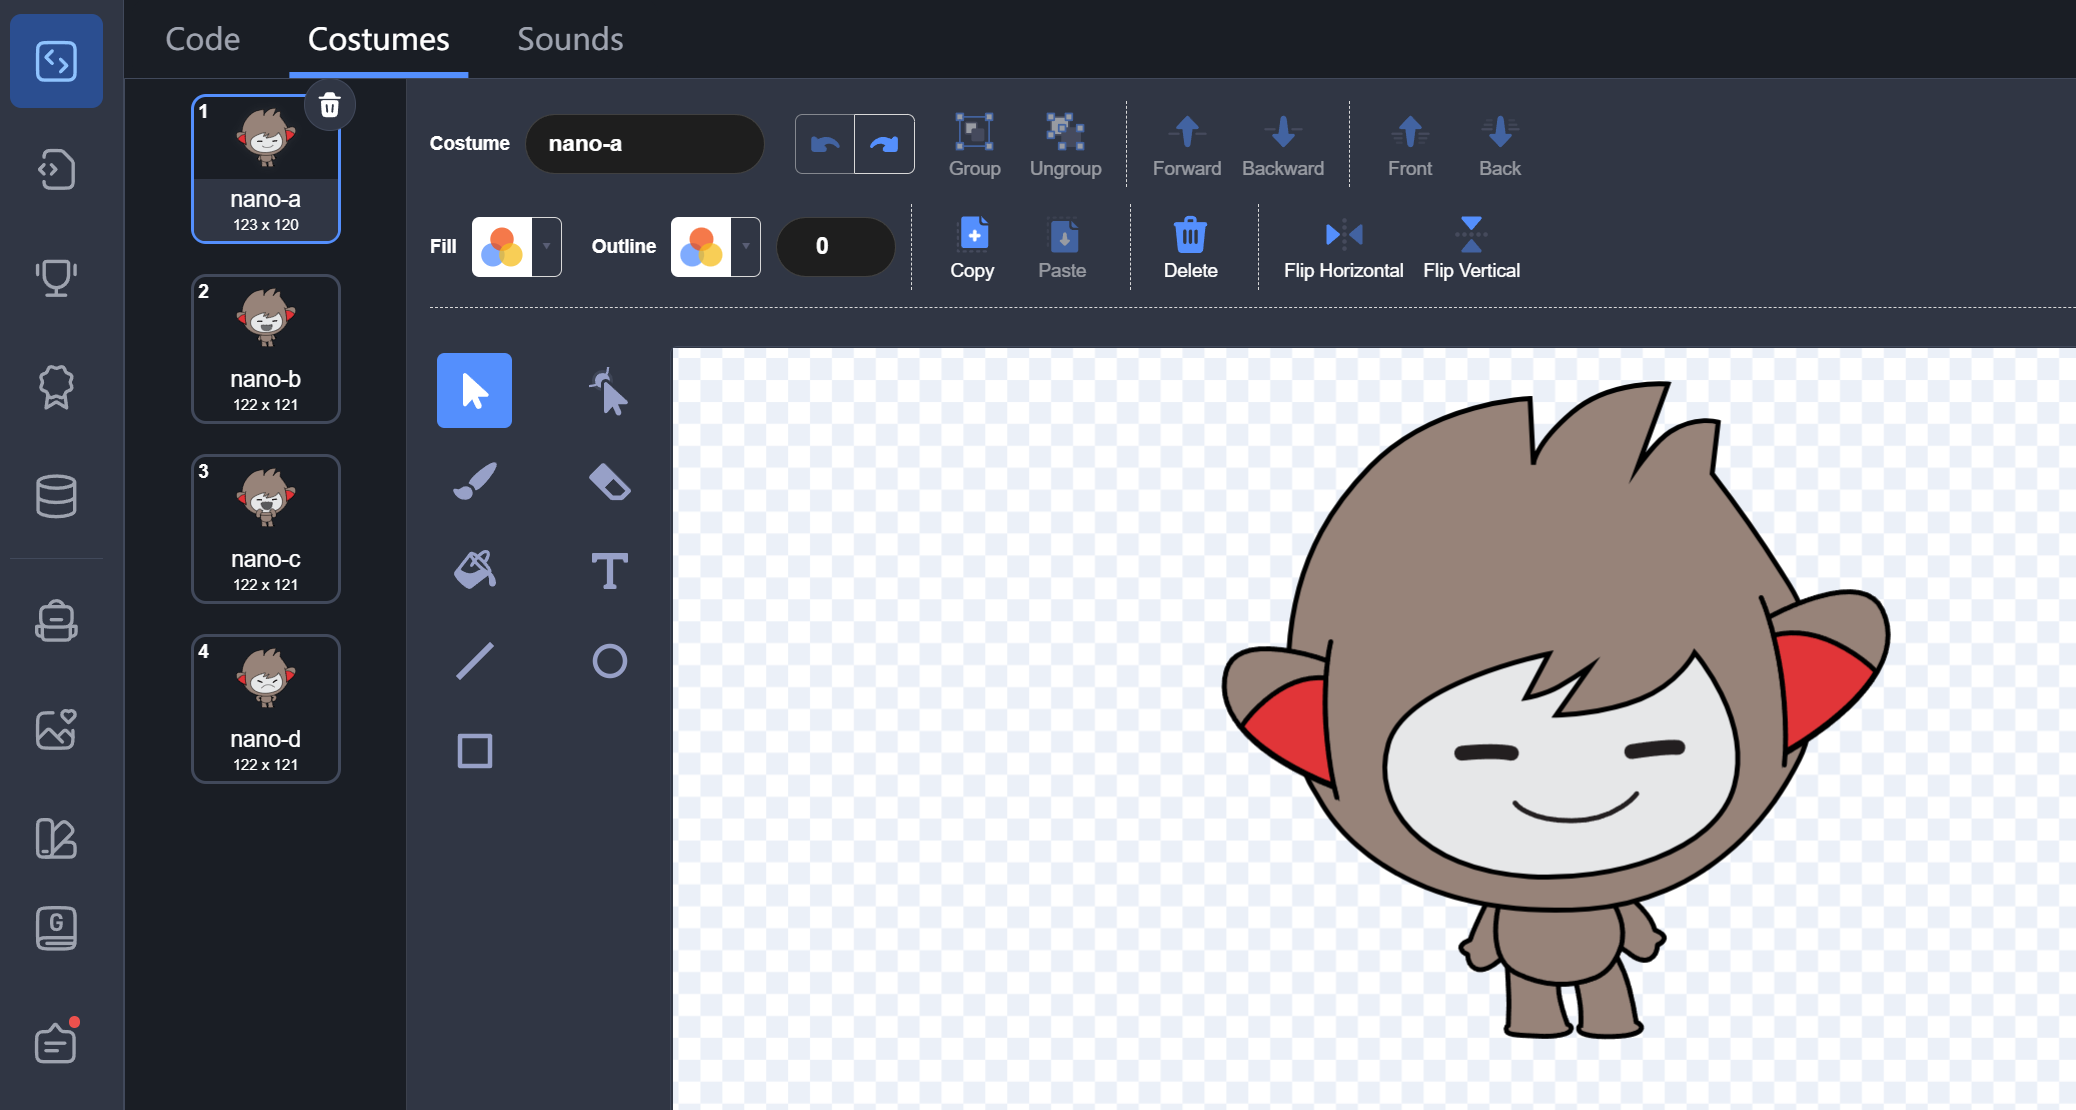 Code Costumes Sounds
1
nano-a
123 x 120
2
nano-b
122 x 121
3
nano-c
122 x 121
4
nano-d
122 x 121
Costume nano-a
Group Ungroup Forward Backward Front Back
Fill Outline 0
Copy Paste Delete Flip Horizontal Flip Vertical
T
G